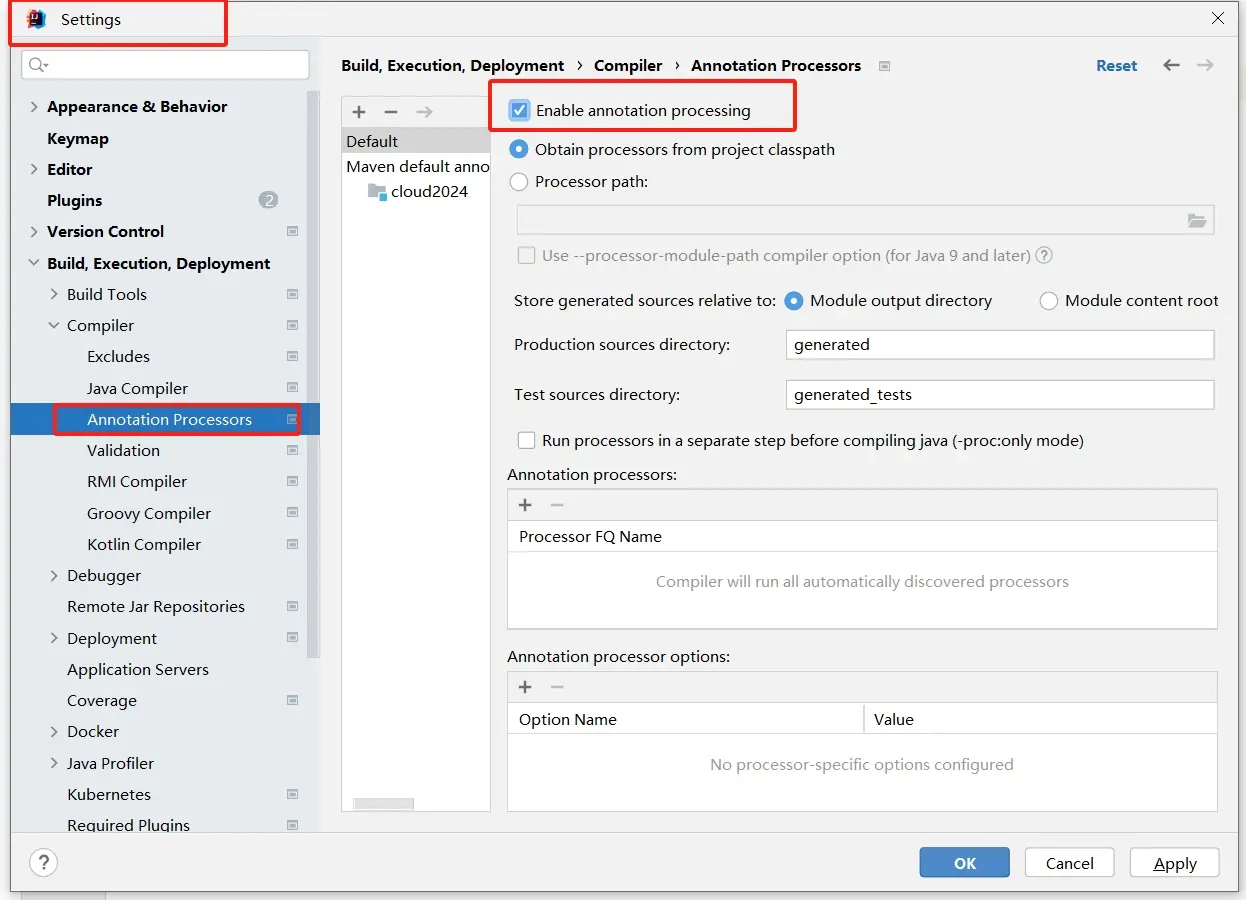 Settings
Appearance & Behavior
Keymap
Editor
Plugins 2
Version Control
Build, Execution, Deployment
Build Tools
Compiler
Excludes
Java Compiler
Annotation Processors
Validation
RMI Compiler
Groovy Compiler
Kotlin Compiler
Debugger
Remote Jar Repositories
Deployment
Application Servers
Coverage
Docker
Java Profiler
Kubernetes
Required Plugins
Build, Execution, Deployment › Compiler › Annotation Processors
Reset
Default
Maven default anno
cloud2024
Enable annotation processing
Obtain processors from project classpath
Processor path:
Use --processor-module-path compiler option (for Java 9 and later) ?
Store generated sources relative to: Module output directory Module content root
Production sources directory: generated
Test sources directory: generated_tests
Run processors in a separate step before compiling java (-proc:only mode)
Annotation processors:
Processor FQ Name
Compiler will run all automatically discovered processors
Annotation processor options:
Option Name Value
No processor-specific options configured
? OK Cancel Apply